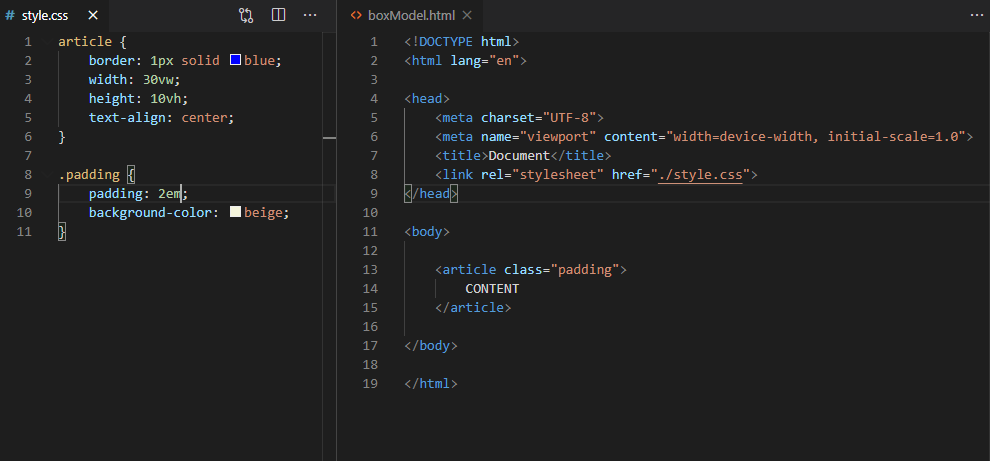 # style.css ×
1 article {
2 border: 1px solid blue;
3 width: 30vw;
4 height: 10vh;
5 text-align: center;
6 }
7
8 .padding {
9 padding: 2em;
10 background-color: beige;
11 }
<> boxModel.html ×
1 <!DOCTYPE html>
2 <html lang="en">
3
4 <head>
5 <meta charset="UTF-8">
6 <meta name="viewport" content="width=device-width, initial-scale=1.0">
7 <title>Document</title>
8 <link rel="stylesheet" href="./style.css">
9 </head>
10
11 <body>
12
13 <article class="padding">
14 CONTENT
15 </article>
16
17 </body>
18
19 </html>